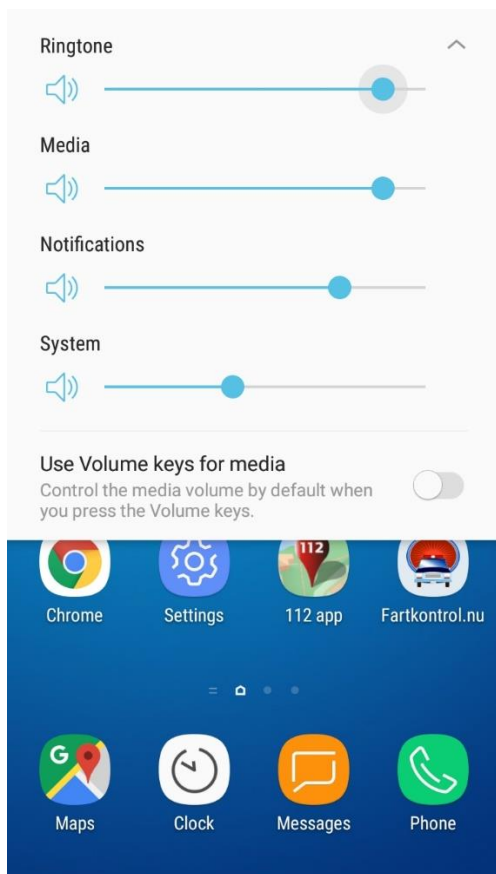 Ringtone
Media
Notifications
System
Use Volume keys for media
Control the media volume by default when
you press the Volume keys.
112
Chrome Settings 112 app Fartkontrol.nu
G
Maps Clock Messages Phone